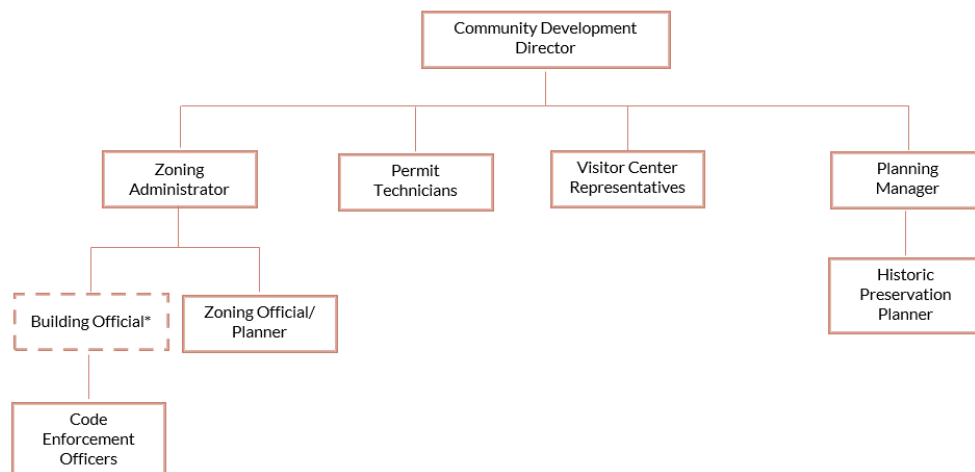 Community Development
Director
Zoning
Administrator
Permit
Technicians
Visitor Center
Representatives
Planning
Manager
Building Official*
Zoning Official/
Planner
Historic
Preservation
Planner
Code
Enforcement
Officers